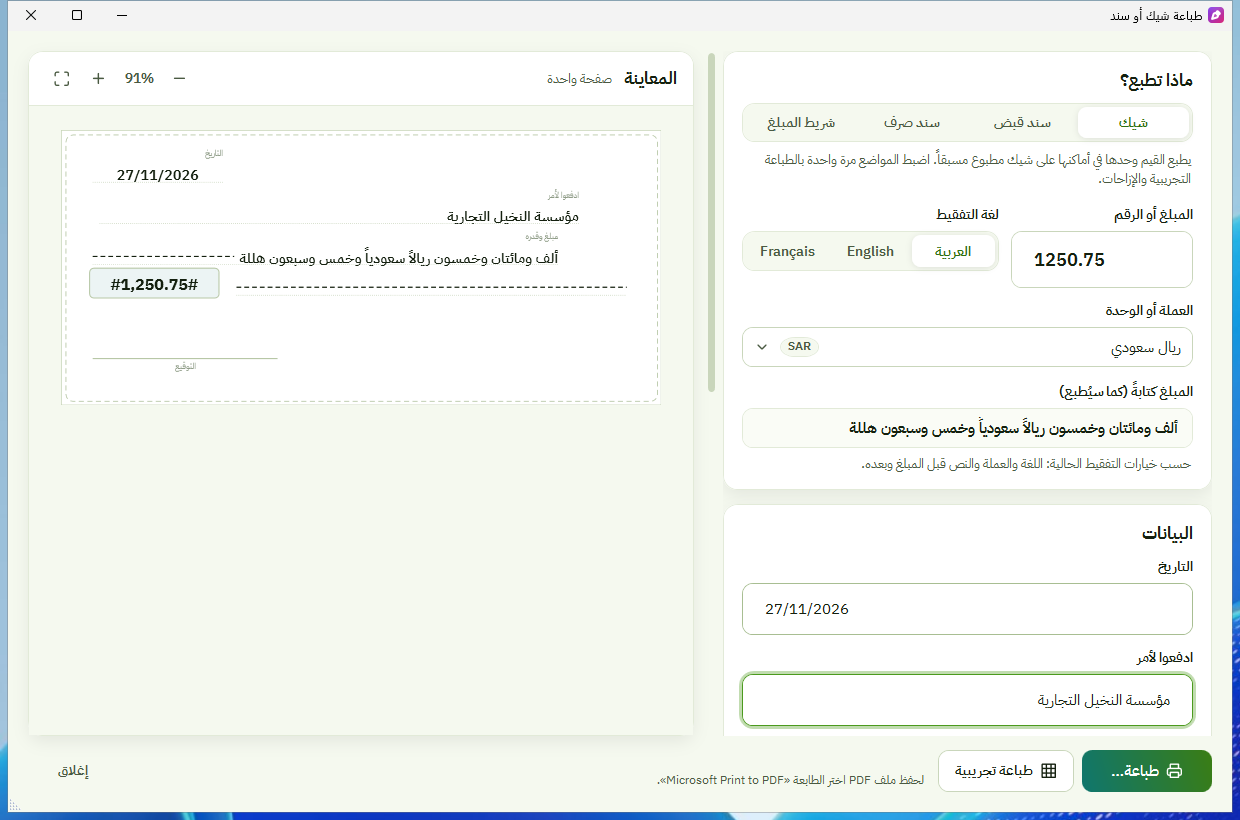 طباعة شيك أو سند
ماذا تطبع؟
شيك
سند قبض
سند صرف
شريط المبلغ
يطبع القيم وحدها في أماكنها على شيك مطبوع مسبقاً. اضبط المواضع مرة واحدة بالطباعة
التجريبية والإزاحات.
المبلغ أو الرقم
لغة التفقيط
1250.75
العربية
English
Français
العملة أو الوحدة
ريال سعودي
SAR
المبلغ كتابةً (كما سيُطبع)
ألف ومائتان وخمسون ريالاً سعودياً وخمس وسبعون هللة
حسب خيارات التفقيط الحالية: اللغة والعملة والنص قبل المبلغ وبعده.
البيانات
التاريخ
27/11/2026
ادفعوا لأمر
مؤسسة النخيل التجارية
المعاينة
صفحة واحدة
91%
التاريخ
27/11/2026
ادفعوا لأمر
مؤسسة النخيل التجارية
مبلغ وقدره
ألف ومائتان وخمسون ريالاً سعودياً وخمس وسبعون هللة
#1,250.75#
التوقيع
طباعة...
طباعة تجريبية
لحفظ ملف PDF اختر الطابعة «Microsoft Print to PDF».
إغلاق